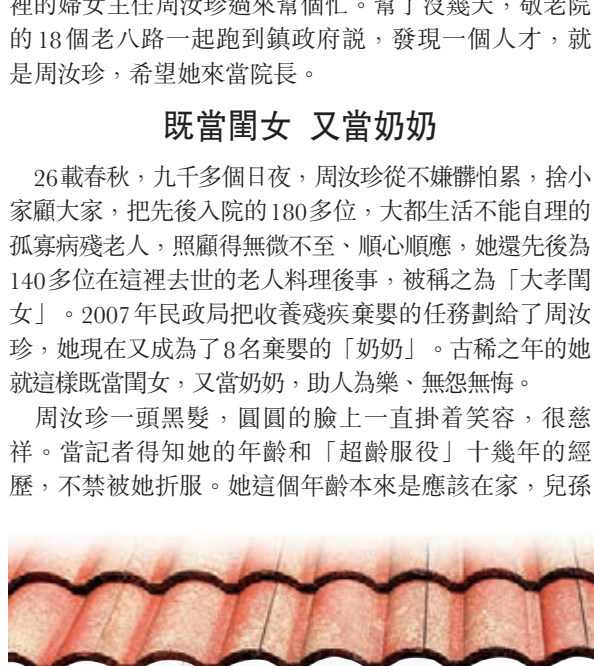 裡的婦女主任周汝珍過來幫個忙。幫了沒幾天，敬老院
的18個老八路一起跑到鎮政府説，發現一個人才，就
是周汝珍，希望她來當院長。
既當閨女 又當奶奶
26載春秋，九千多個日夜，周汝珍從不嫌髒怕累，捨小
家顧大家，把先後入院的180多位，大都生活不能自理的
孤寡病殘老人，照顧得無微不至、順心順應，她還先後為
140多位在這裡去世的老人料理後事，被稱之為「大孝閨
女」。2007年民政局把收養殘疾棄嬰的任務劃給了周汝
珍，她現在又成為了8名棄嬰的「奶奶」。古稀之年的她
就這樣既當閨女，又當奶奶，助人為樂、無怨無悔。
周汝珍一頭黑髮，圓圓的臉上一直掛着笑容，很慈
祥。當記者得知她的年齡和「超齡服役」十幾年的經
歷，不禁被她折服。她這個年齡本來是應該在家，兒孫